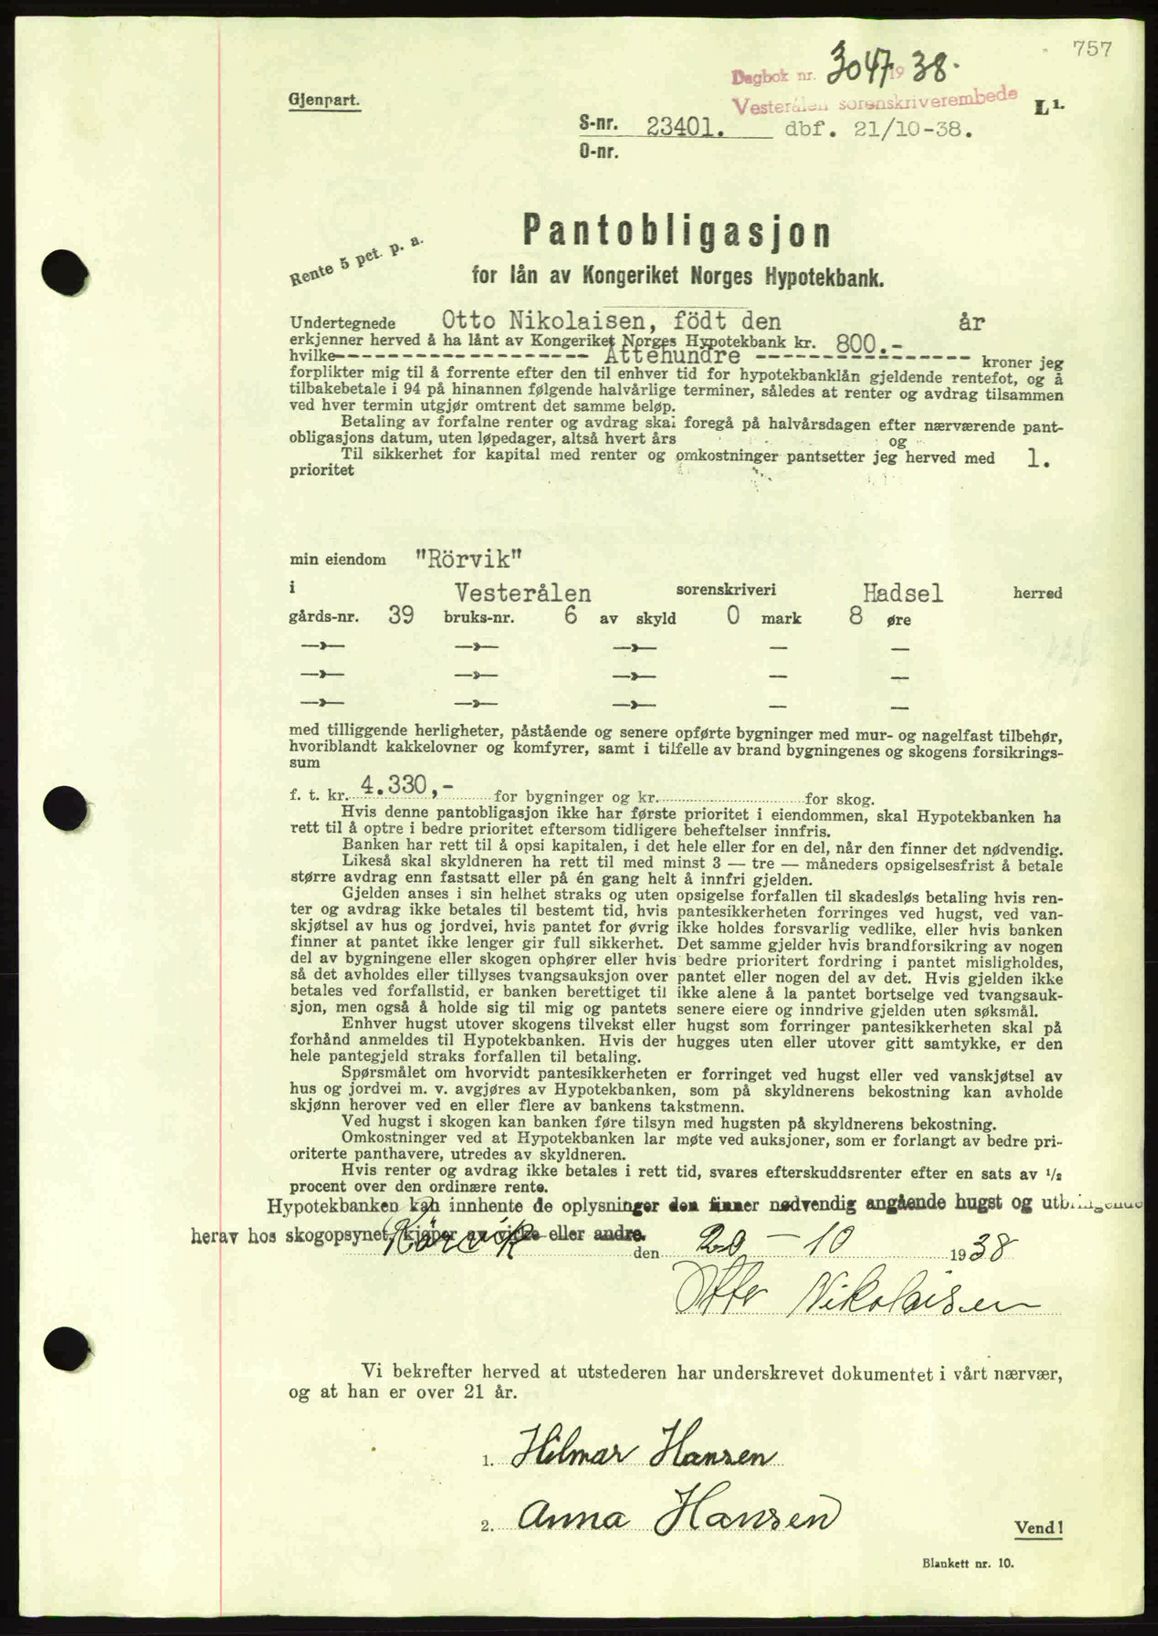 757
Dagbok nr. 3047 1938.
Vesterålen sorenskriverembede
Gjenpart.
L 1.
S-nr. 23401. dbf. 21/10-38.
O-nr.
Pantobligasjon
Rente 5 pct. p. a.
for lån av Kongeriket Norges Hypotekbank.
Undertegnede Otto Nikolaisen, födt den år
erkjenner herved å ha lånt av Kongeriket Norges Hypotekbank kr. 800.-
hvilke------------------- Åttehundre ------------------ kroner jeg
forplikter mig til å forrente efter den til enhver tid for hypotekbanklån gjeldende rentefot, og å
tilbakebetale i 94 på hinannen følgende halvårlige terminer, således at renter og avdrag tilsammen
ved hver termin utgjør omtrent det samme beløp.
Betaling av forfalne renter og avdrag skal foregå på halvårsdagen efter nærværende pant-
obligasjons datum, uten løpedager, altså hvert års og
Til sikkerhet for kapital med renter og omkostninger pantsetter jeg herved med 1.
prioritet
min eiendom "Rörvik"
i Vesterålen sorenskriveri Hadsel herred
gårds-nr. 39 bruks-nr. 6 av skyld 0 mark 8 øre
—»— —»— —»— — —
—»— —»— —»— — —
—»— —»— —»— — —
med tilliggende herligheter, påstående og senere opførte bygninger med mur- og nagelfast tilbehør,
hvoriblandt kakkelovner og komfyrer, samt i tilfelle av brand bygningenes og skogens forsikrings-
sum
f. t. kr. 4.330,- for bygninger og kr. for skog.
Hvis denne pantobligasjon ikke har første prioritet i eiendommen, skal Hypotekbanken ha
rett til å optre i bedre prioritet eftersom tidligere beheftelser innfris.
Banken har rett til å opsi kapitalen, i det hele eller for en del, når den finner det nødvendig.
Likeså skal skyldneren ha rett til med minst 3 — tre — måneders opsigelsesfrist å betale
større avdrag enn fastsatt eller på én gang helt å innfri gjelden.
Gjelden anses i sin helhet straks og uten opsigelse forfallen til skadesløs betaling hvis ren-
ter og avdrag ikke betales til bestemt tid, hvis pantesikkerheten forringes ved hugst, ved van-
skjøtsel av hus og jordvei, hvis pantet for øvrig ikke holdes forsvarlig vedlike, eller hvis banken
finner at pantet ikke lenger gir full sikkerhet. Det samme gjelder hvis brandforsikring av nogen
del av bygningene eller skogen ophører eller hvis bedre prioritert fordring i pantet misligholdes,
så det avholdes eller tillyses tvangsauksjon over pantet eller nogen del av det. Hvis gjelden ikke
betales ved forfallstid, er banken berettiget til ikke alene å la pantet bortselge ved tvangsauk-
sjon, men også å holde sig til mig og pantets senere eiere og inndrive gjelden uten søksmål.
Enhver hugst utover skogens tilvekst eller hugst som forringer pantesikkerheten skal på
forhånd anmeldes til Hypotekbanken. Hvis der hugges uten eller utover gitt samtykke, er den
hele pantegjeld straks forfallen til betaling.
Spørsmålet om hvorvidt pantesikkerheten er forringet ved hugst eller ved vanskjøtsel av
hus og jordvei m. v. avgjøres av Hypotekbanken, som på skyldnerens bekostning kan avholde
skjønn herover ved en eller flere av bankens takstmenn.
Ved hugst i skogen kan banken føre tilsyn med hugsten på skyldnerens bekostning.
Omkostninger ved at Hypotekbanken lar møte ved auksjoner, som er forlangt av bedre pri-
oriterte panthavere, utredes av skyldneren.
Hvis renter og avdrag ikke betales i rett tid, svares efterskuddsrenter efter en sats av ½
procent over den ordinære rente.
Hypotekbanken kan innhente de oplysninger den finner nødvendig angående hugst og utbringende
herav hos skogopsynet, kjøper av virke eller andre.
Rörvik den 20 - 10 1938
Otto Nikolaisen
Vi bekrefter herved at utstederen har underskrevet dokumentet i vårt nærvær,
og at han er over 21 år.
1. Hilmar Hansen
2. Anna Hansen
Vend!
Blankett nr. 10.